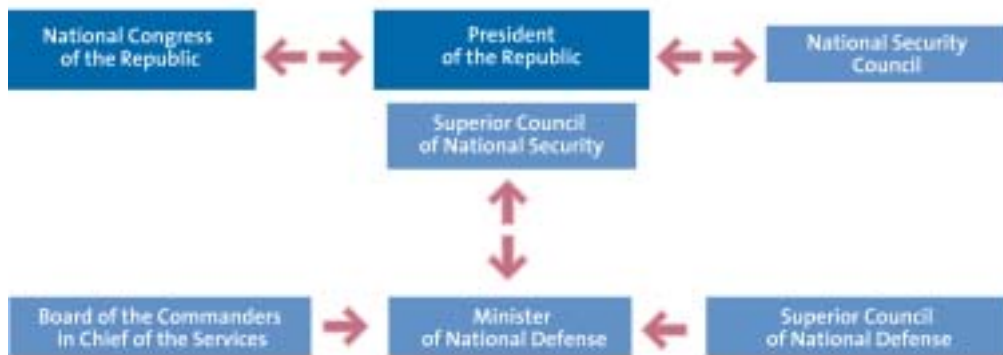 National Congress
of the Republic
President
of the Republic
National Security
Council
Superior Council
of National Security
Board of the Commanders
in Chief of the Services
Minister
of National Defense
Superior Council
of National Defense